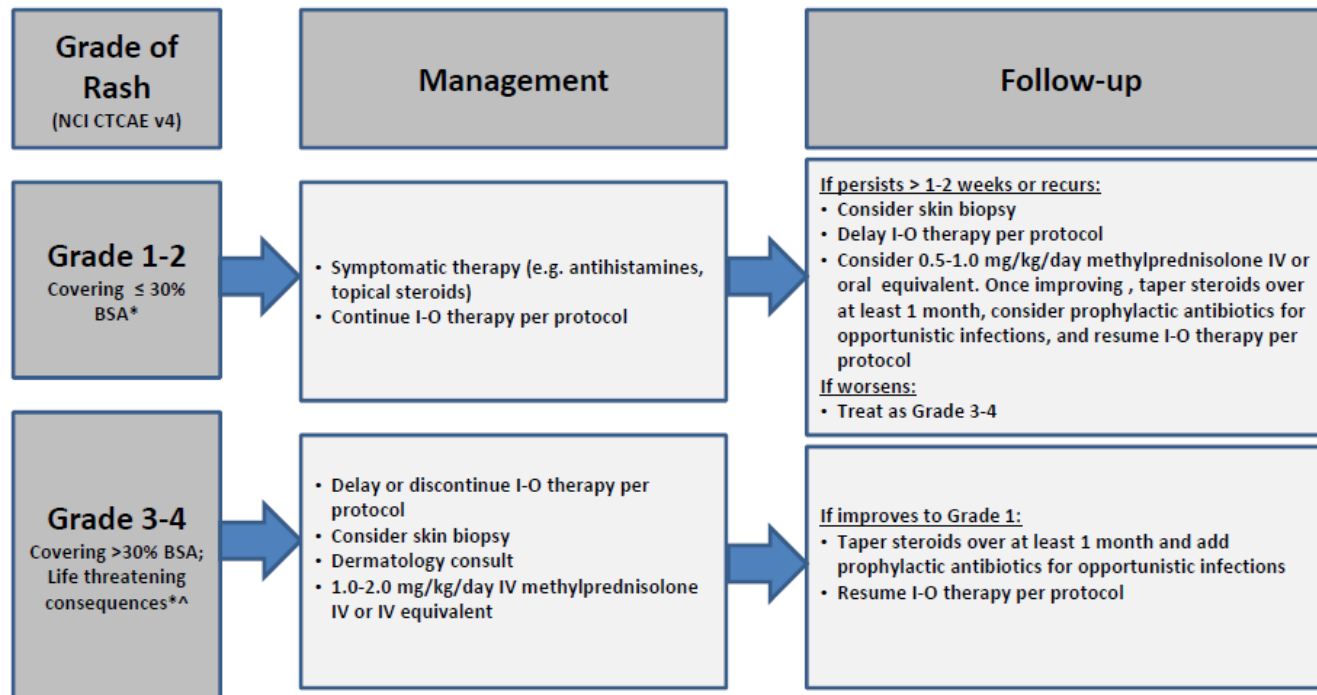 Grade of
Rash
(NCI CTCAE v4)
Management
Follow-up
Grade 1-2
Covering ≤ 30%
BSA*
• Symptomatic therapy (e.g. antihistamines,
topical steroids)
• Continue I-O therapy per protocol
If persists > 1-2 weeks or recurs:
• Consider skin biopsy
• Delay I-O therapy per protocol
• Consider 0.5-1.0 mg/kg/day methylprednisolone IV or
oral equivalent. Once improving , taper steroids over
at least 1 month, consider prophylactic antibiotics for
opportunistic infections, and resume I-O therapy per
protocol
If worsens:
• Treat as Grade 3-4
Grade 3-4
Covering >30% BSA;
Life threatening
consequences*^
• Delay or discontinue I-O therapy per
protocol
• Consider skin biopsy
• Dermatology consult
• 1.0-2.0 mg/kg/day IV methylprednisolone
IV or IV equivalent
If improves to Grade 1:
• Taper steroids over at least 1 month and add
prophylactic antibiotics for opportunistic infections
• Resume I-O therapy per protocol